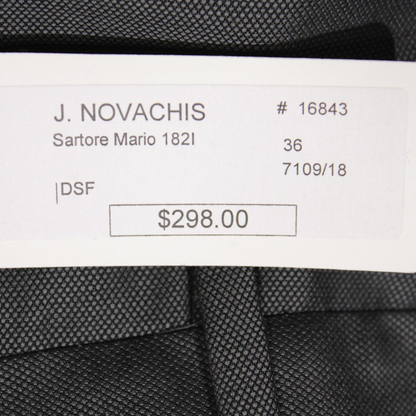 J. NOVACHIS # 16843
Sartore Mario 182I 36
7109/18
|DSF
$298.00